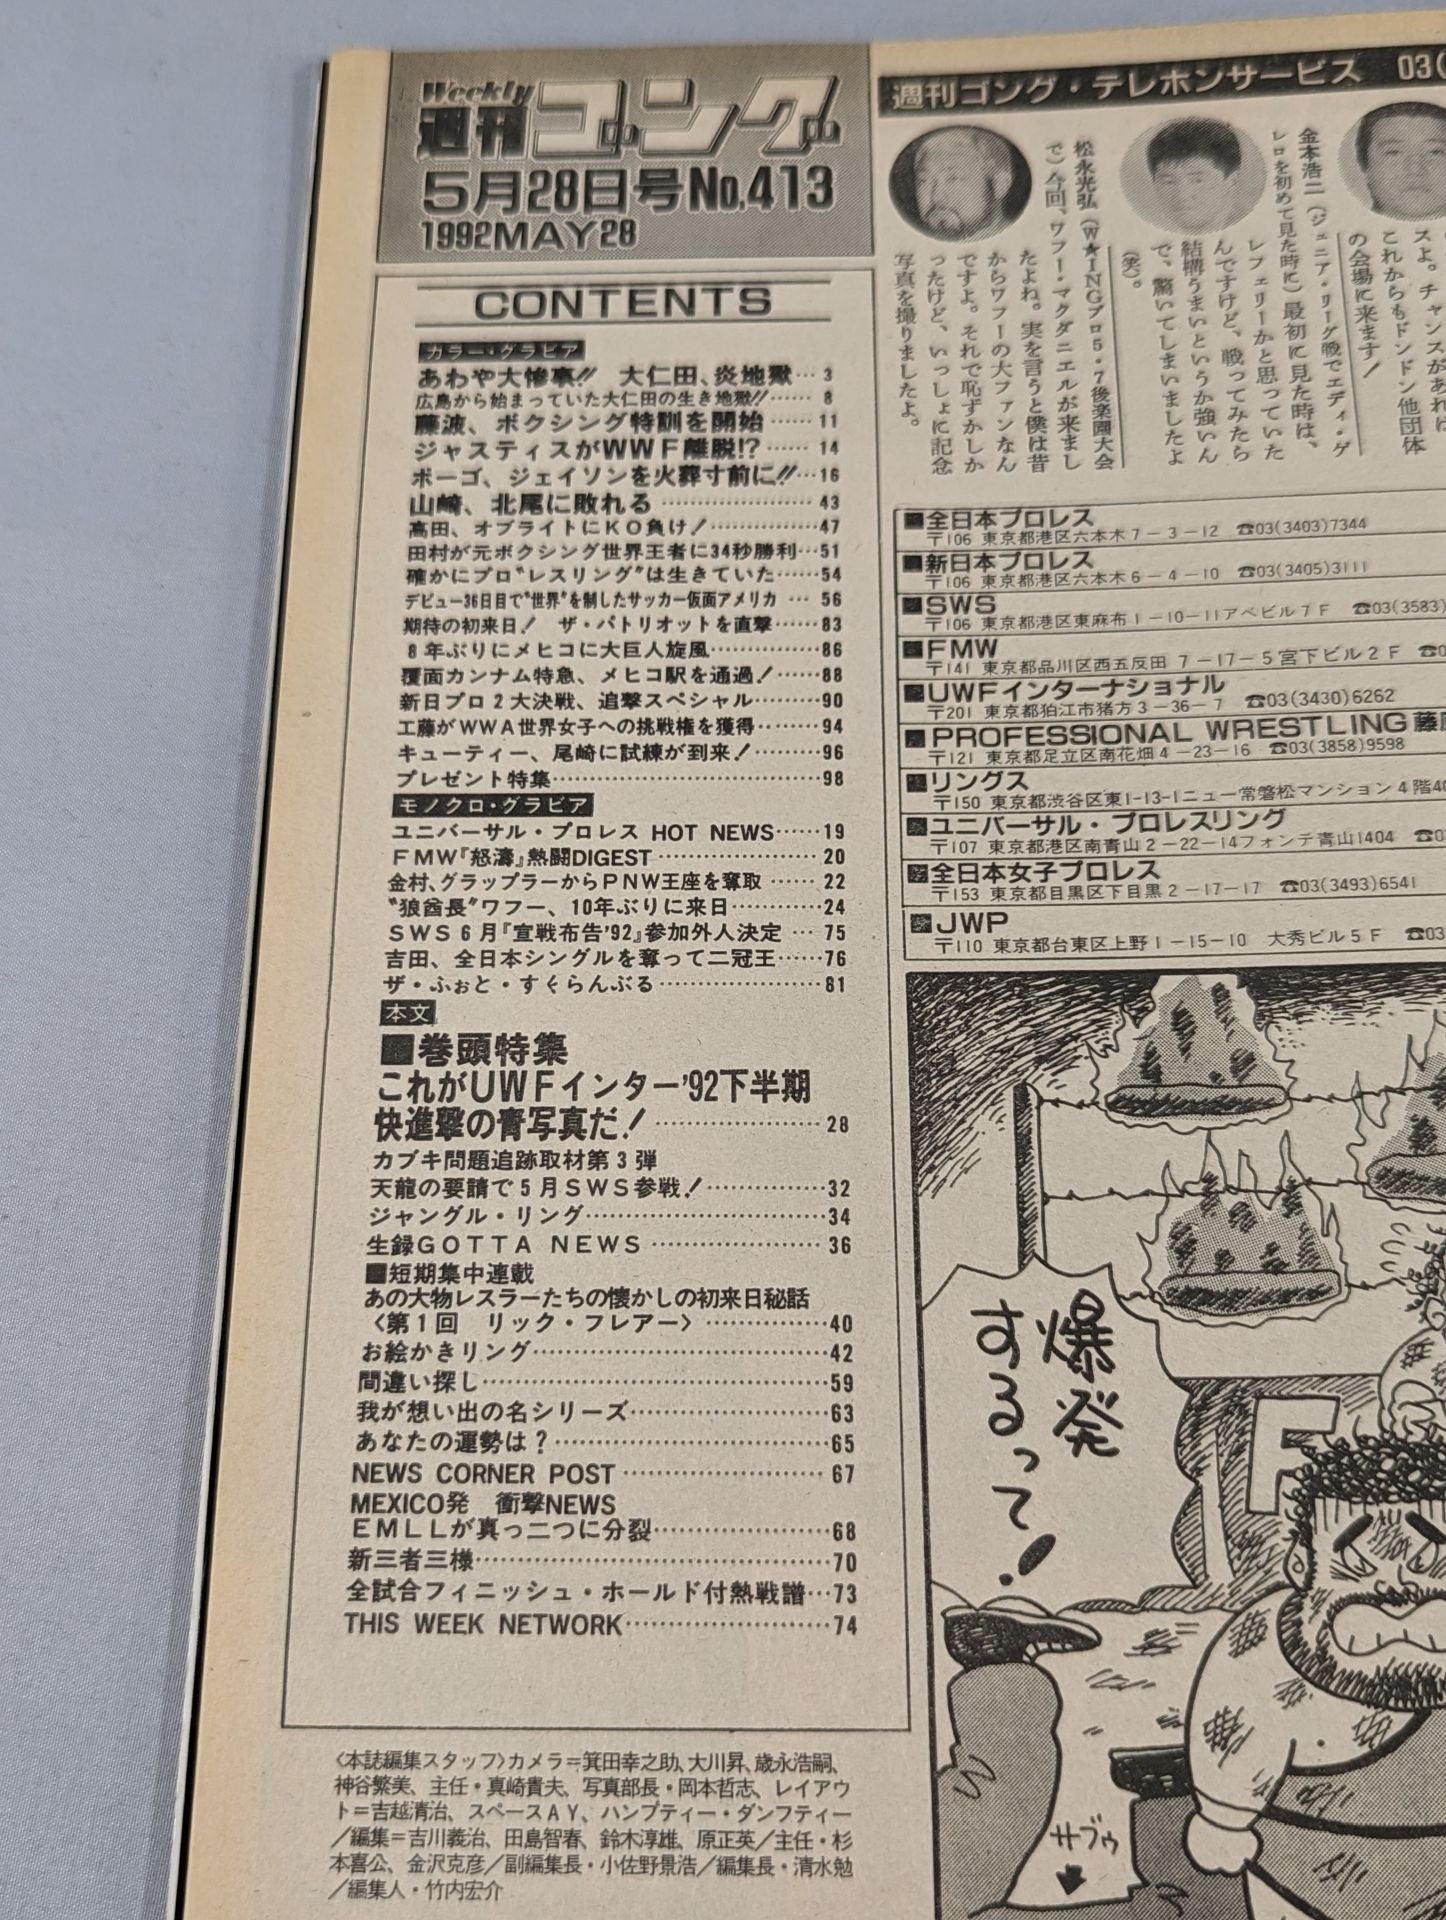 Weekly
週刊ゴング
5月28日号No.413
1992MAY28
CONTENTS
カラー・グラビア
あわや大惨事!! 大仁田、炎地獄… 3
広島から始まっていた大仁田の生き地獄!!…… 8
藤波、ボクシング特訓を開始…… 11
ジャスティスがWWF離脱!?…… 14
ポーゴ、ジェイソンを火葬寸前に!!…16
山崎、北尾に敗れる……………… 43
高田、オブライトにKO負け!……………47
田村が元ボクシング世界王者に34秒勝利…51
確かにプロ〝レスリング〟は生きていた……54
デビュー36日目で〝世界〟を制したサッカー仮面アメリカ … 56
期待の初来日! ザ・パトリオットを直撃……83
8年ぶりにメヒコに大巨人旋風……………86
覆面カンナム特急、メヒコ駅を通過!……88
新日プロ2大決戦、追撃スペシャル………90
工藤がWWA世界女子への挑戦権を獲得……94
キューティー、尾崎に試練が到来!………96
プレゼント特集……………………………98
モノクロ・グラビア
ユニバーサル・プロレス HOT NEWS……19
FMW『怒濤』熱闘DIGEST………………20
金村、グラップラーからPNW王座を奪取……22
〝狼酋長〟ワフー、10年ぶりに来日…………24
SWS6月『宣戦布告'92』参加外人決定…75
吉田、全日本シングルを奪って二冠王……76
ザ・ふぉと・すくらんぶる………………81
本文
■巻頭特集
これがUWFインター'92下半期
快進撃の青写真だ!………………28
カブキ問題追跡取材第3弾
天龍の要請で5月SWS参戦!……………32
ジャングル・リング………………………34
生録GOTTA NEWS…………………36
■短期集中連載
あの大物レスラーたちの懐かしの初来日秘話
〈第1回 リック・フレアー〉……………40
お絵かきリング……………………………42
間違い探し…………………………………59
我が想い出の名シリーズ…………………63
あなたの運勢は?…………………………65
NEWS CORNER POST……………………67
MEXICO発 衝撃NEWS
EMLLが真っ二つに分裂…………………68
新三者三様…………………………………70
全試合フィニッシュ・ホールド付熱戦譜…73
THIS WEEK NETWORK…………………74
〈本誌編集スタッフ〉カメラ=箕田幸之助、大川昇、歳永浩嗣、
神谷繁美、主任・真崎貴夫、写真部長・岡本哲志、レイアウ
ト=吉越清治、スペースAY、ハンプティー・ダンプティー
/編集=吉川義治、田島智春、鈴木淳雄、原正英/主任・杉
本喜公、金沢克彦/副編集長・小佐野景浩/編集長・清水勉
/編集人・竹内宏介
週刊ゴング・テレホンサービス 03(
スよ。チャンスがあれば
これからもドンドン他団体
の会場に来ます!
金本浩二(ジュニア・リーグ戦でエディ・ゲ
レロを初めて見た時に)最初に見た時は、
レフェリーかと思っていた
んですけど、戦ってみたら
結構うまいというか強いん
で、驚いてしまいましたよ
(笑)。
松永光弘(W★INGプロ5・7後楽園大会
で)今回、ワフー・マクダニエルが来まし
たよね。実を言うと僕は昔
からワフーの大ファンなん
ですよ。それで恥ずかしか
ったけど、いっしょに記念
写真を撮りましたよ。
■全日本プロレス
〒106 東京都港区六本木7-3-12 ☎03(3403)7344
■新日本プロレス
〒106 東京都港区六本木6-4-10 ☎03(3405)3111
■SWS
〒106 東京都港区東麻布1-10-11アベビル7F ☎03(3583)
■FMW
〒141 東京都品川区西五反田7-17-5宮下ビル2F ☎0
■UWFインターナショナル
〒201 東京都狛江市猪方3-36-7 ☎03(3430)6262
■PROFESSIONAL WRESTLING藤
〒121 東京都足立区南花畑4-23-16 ☎03(3858)9598
■リングス
〒150 東京都渋谷区東1-13-1ニュー常磐松マンション4階40
■ユニバーサル・プロレスリング
〒107 東京都港区南青山2-22-14フォンテ青山1404 ☎0
■全日本女子プロレス
〒153 東京都目黒区下目黒2-17-17 ☎03(3493)6541
■JWP
〒110 東京都台東区上野1-15-10 大秀ビル5F ☎03
爆発
するって!
F
サブゥ